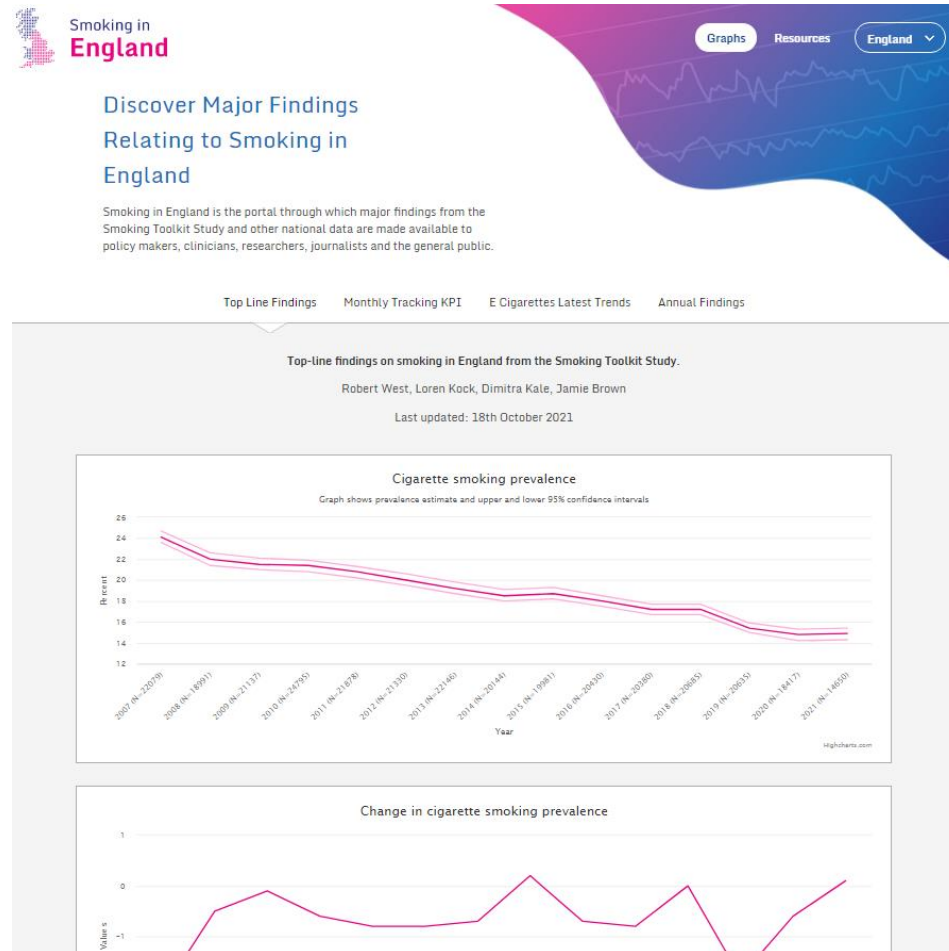 Smoking in
England
Graphs
Resources
England
Discover Major Findings
Relating to Smoking in
England
Smoking in England is the portal through which major findings from the
Smoking Toolkit Study and other national data are made available to
policy makers, clinicians, researchers, journalists and the general public.
Top Line Findings
Monthly Tracking KPI
E Cigarettes Latest Trends
Annual Findings
Top-line findings on smoking in England from the Smoking Toolkit Study.
Robert West, Loren Kock, Dimitra Kale, Jamie Brown
Last updated: 18th October 2021
Cigarette smoking prevalence
Graph shows prevalence estimate and upper and lower 95% confidence intervals
26
24
22
20
18
16
14
12
Percent
2007 (N=22079)
2008 (N=18991)
2009 (N=21137)
2010 (N=24795)
2011 (N=21878)
2012 (N=21330)
2013 (N=22146)
2014 (N=20144)
2015 (N=19981)
2016 (N=20430)
2017 (N=20380)
2018 (N=20685)
2019 (N=20635)
2020 (N=18417)
2021 (N=14650)
Year
Highcharts.com
Change in cigarette smoking prevalence
1
0
-1
Values